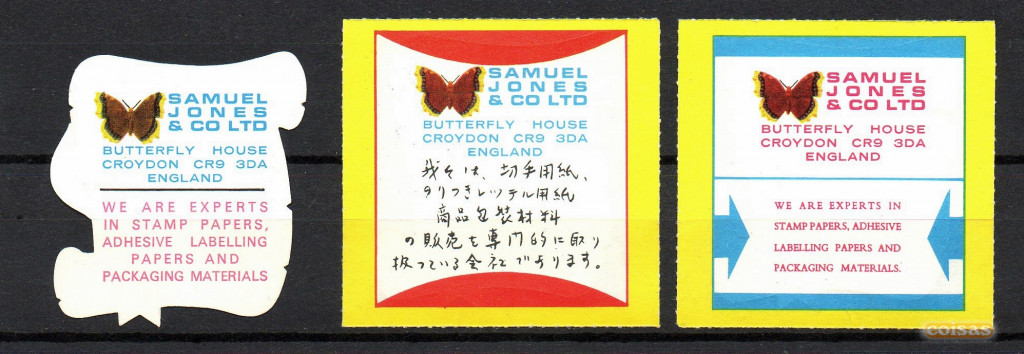 SAMUEL
JONES
& CO LTD
BUTTERFLY HOUSE
CROYDON CR9 3DA
ENGLAND
WE ARE EXPERTS
IN STAMP PAPERS,
ADHESIVE LABELLING
PAPERS AND
PACKAGING MATERIALS
SAMUEL
JONES
& CO LTD
BUTTERFLY HOUSE
CROYDON CR9 3DA
ENGLAND
我々は、切手用紙、
のりつきレッテル用紙
商品包装材料
の販売を専門的に取り
扱っている会社であります。
SAMUEL
JONES
& CO LTD
BUTTERFLY HOUSE
CROYDON CR9 3DA
ENGLAND
WE ARE EXPERTS IN
STAMP PAPERS, ADHESIVE
LABELLING PAPERS AND
PACKAGING MATERIALS.
coisas